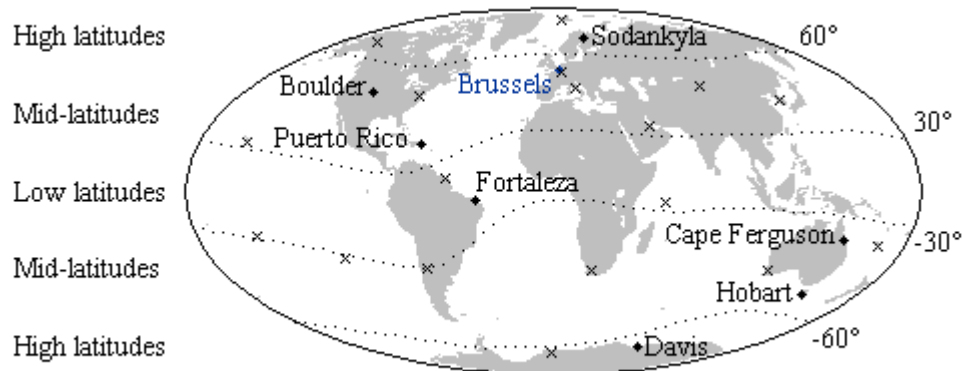 High latitudes
Sodankyla
60°
Boulder
Brussels
Mid-latitudes
30°
Puerto Rico
Low latitudes
Fortaleza
Cape Ferguson
-30°
Mid-latitudes
Hobart
-60°
High latitudes
Davis